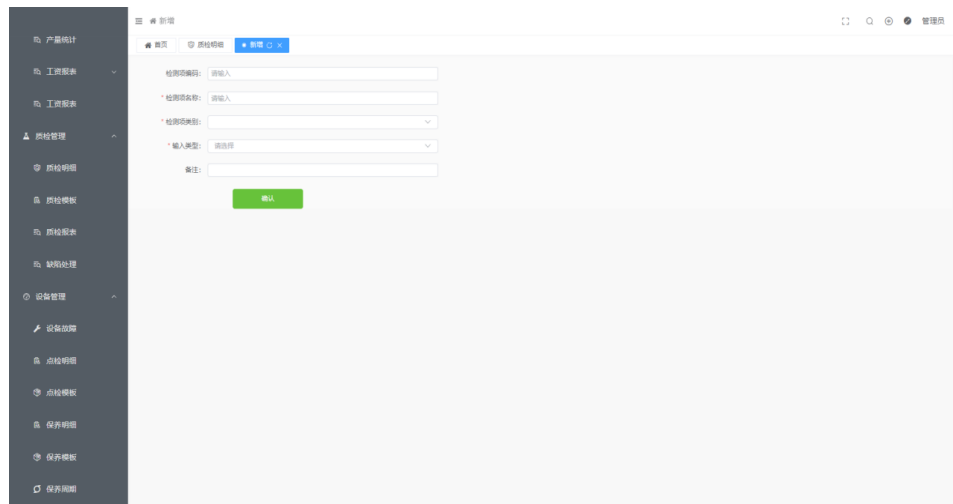 新增
管理员
首页
质检明细
新增
产量统计
工资报表
工资报表
质检管理
质检明细
质检模板
质检报表
缺陷处理
设备管理
设备故障
点检明细
点检模板
保养明细
保养模板
保养周期
检测项编码： 请输入
* 检测项名称： 请输入
* 检测项类别：
* 输入类型： 请选择
备注：
确认